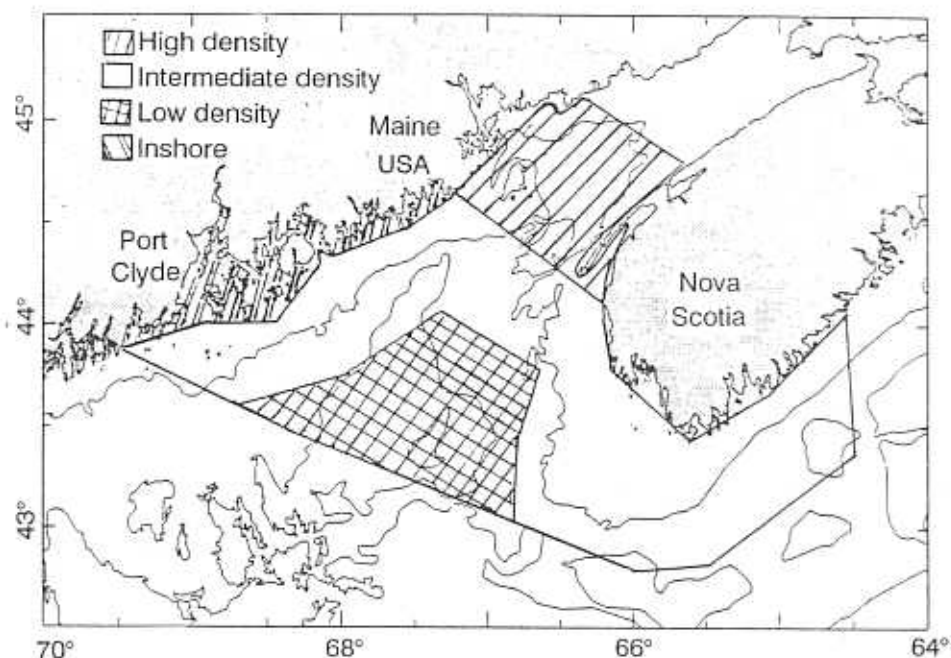 High density
Intermediate density
Low density
Inshore
Maine
USA
Port
Clyde
Nova
Scotia
45°
44°
43°
70°
68°
66°
64°